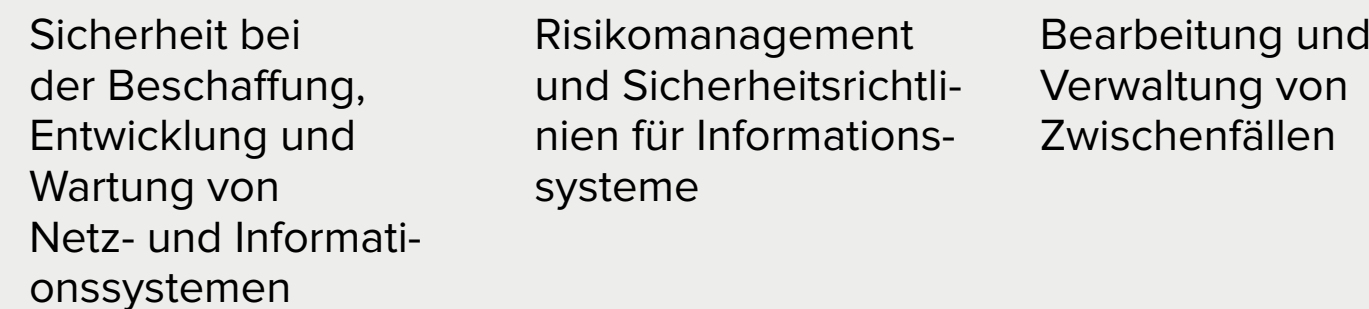 Sicherheit bei
der Beschaffung,
Entwicklung und
Wartung von
Netz- und Informati-
onssystemen
Risikomanagement
und Sicherheitsrichtli-
nien für Informations-
systeme
Bearbeitung und
Verwaltung von
Zwischenfällen